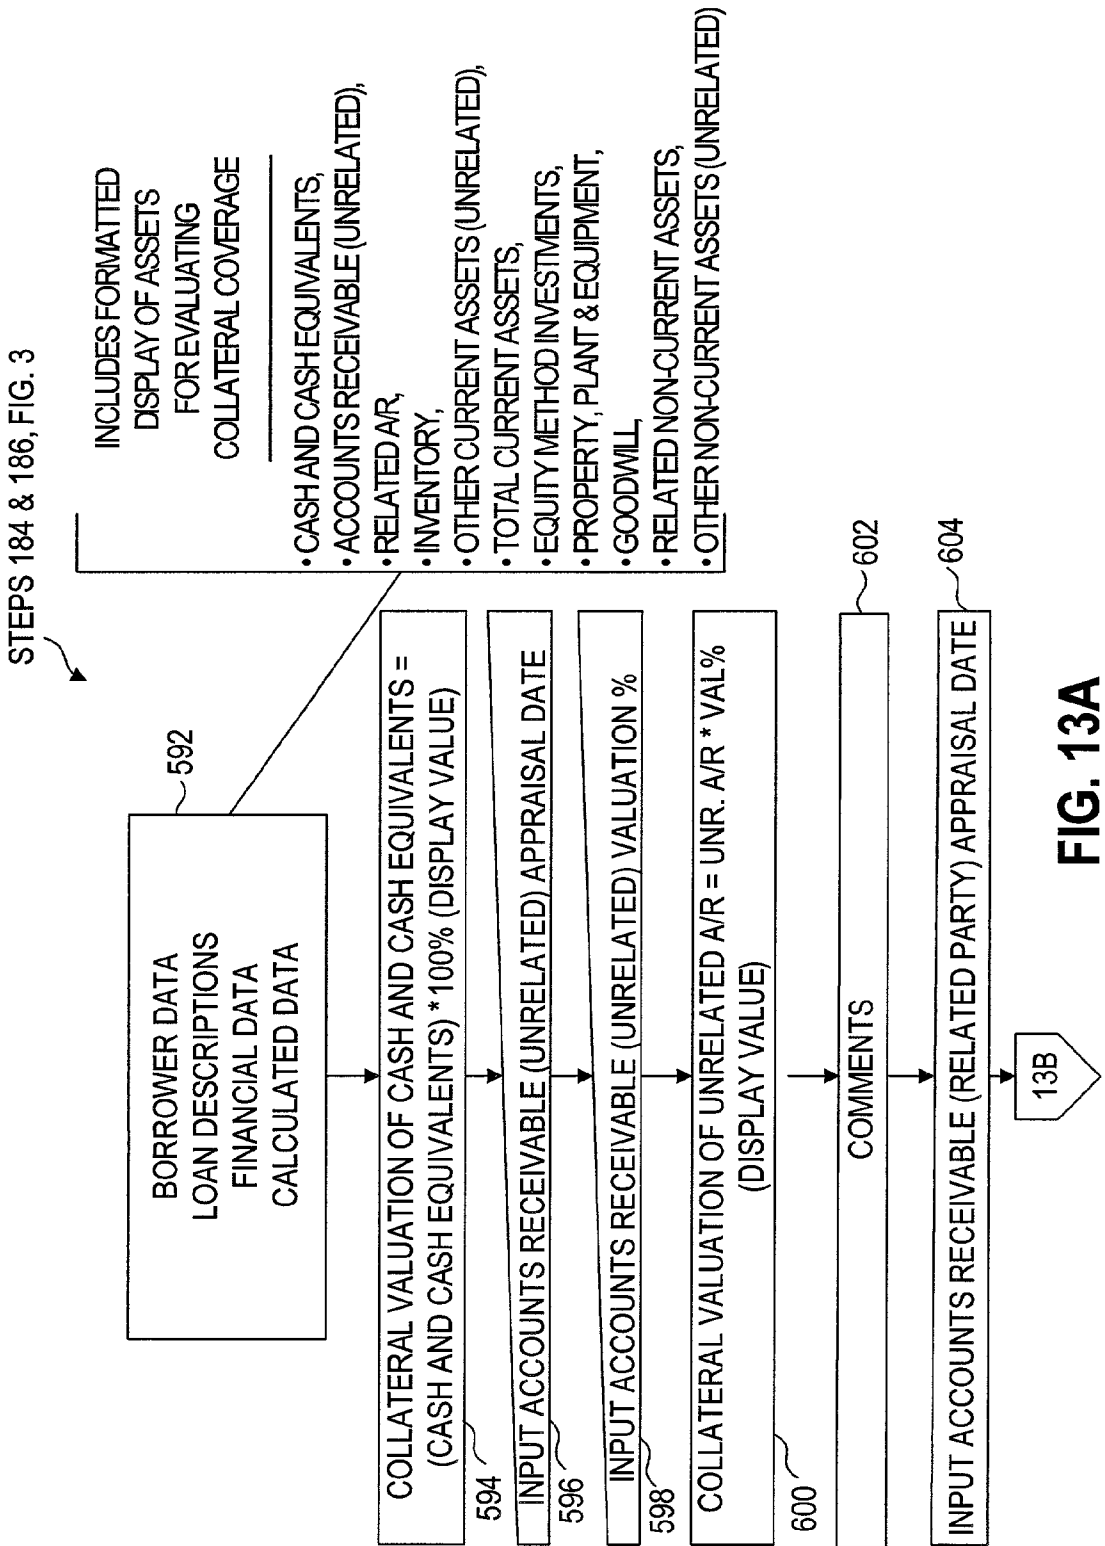 STEPS 184 & 186, FIG. 3
INCLUDES FORMATTED
DISPLAY OF ASSETS
FOR EVALUATING
COLLATERAL COVERAGE
• CASH AND CASH EQUIVALENTS,
• ACCOUNTS RECEIVABLE (UNRELATED),
• RELATED A/R,
• INVENTORY,
• OTHER CURRENT ASSETS (UNRELATED),
• TOTAL CURRENT ASSETS,
• EQUITY METHOD INVESTMENTS,
• PROPERTY, PLANT & EQUIPMENT,
• GOODWILL,
• RELATED NON-CURRENT ASSETS,
• OTHER NON-CURRENT ASSETS (UNRELATED)
BORROWER DATA
LOAN DESCRIPTIONS
FINANCIAL DATA
CALCULATED DATA
592
COLLATERAL VALUATION OF CASH AND CASH EQUIVALENTS =
(CASH AND CASH EQUIVALENTS) *100% (DISPLAY VALUE)
594
INPUT ACCOUNTS RECEIVABLE (UNRELATED) APPRAISAL DATE
596
INPUT ACCOUNTS RECEIVABLE (UNRELATED) VALUATION %
598
COLLATERAL VALUATION OF UNRELATED A/R = UNR. A/R * VAL%
(DISPLAY VALUE)
600
COMMENTS
602
INPUT ACCOUNTS RECEIVABLE (RELATED PARTY) APPRAISAL DATE
604
13B
FIG. 13A